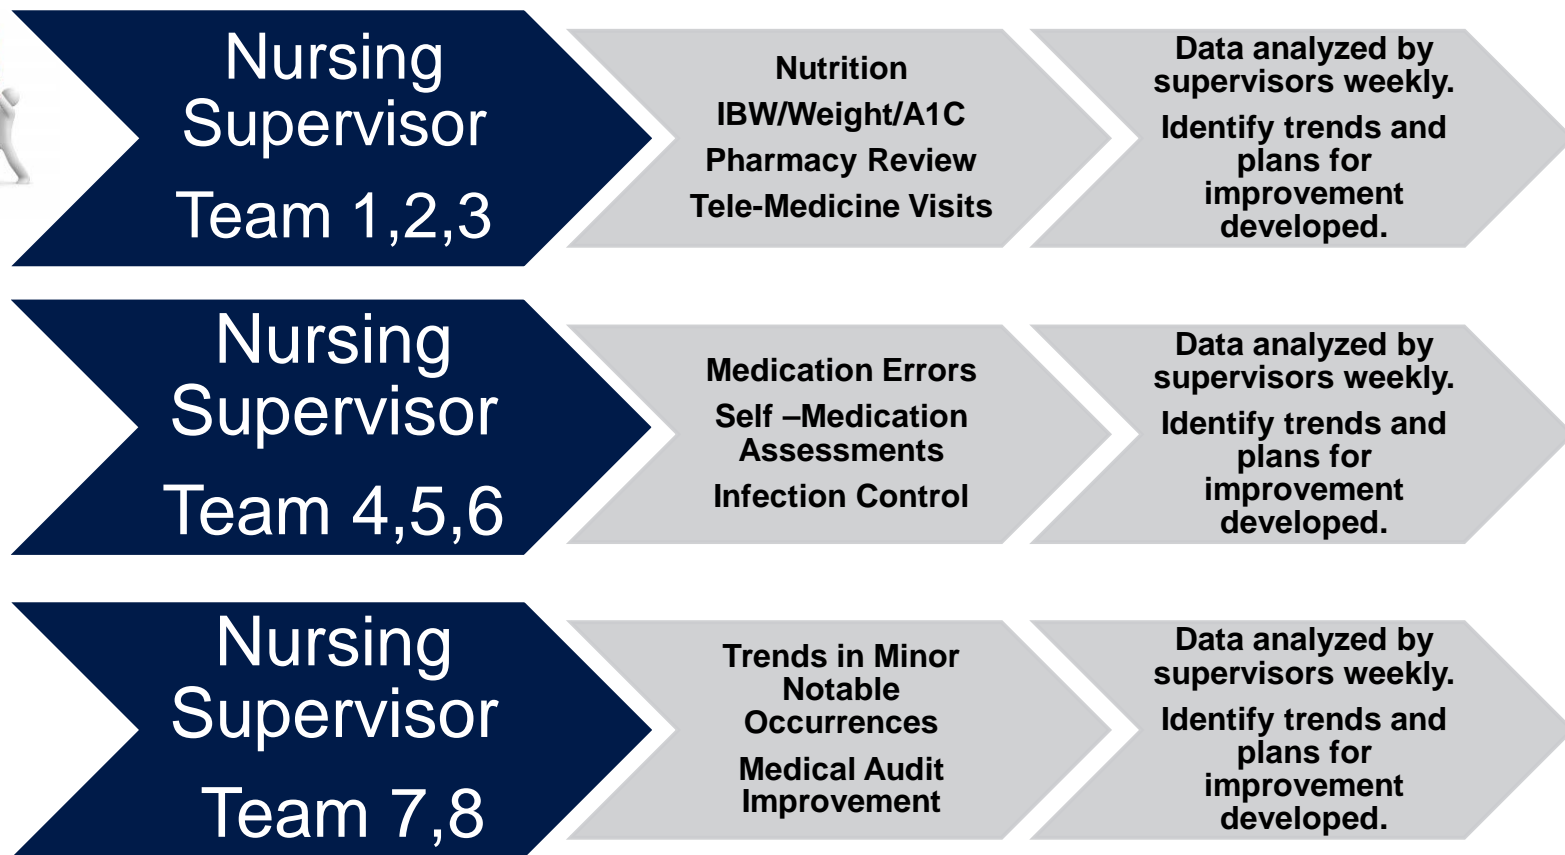 Nursing
Supervisor
Team 1,2,3
Nutrition
IBW/Weight/A1C
Pharmacy Review
Tele-Medicine Visits
Data analyzed by
supervisors weekly.
Identify trends and
plans for
improvement
developed.
Nursing
Supervisor
Team 4,5,6
Medication Errors
Self –Medication
Assessments
Infection Control
Data analyzed by
supervisors weekly.
Identify trends and
plans for
improvement
developed.
Nursing
Supervisor
Team 7,8
Trends in Minor
Notable
Occurrences
Medical Audit
Improvement
Data analyzed by
supervisors weekly.
Identify trends and
plans for
improvement
developed.